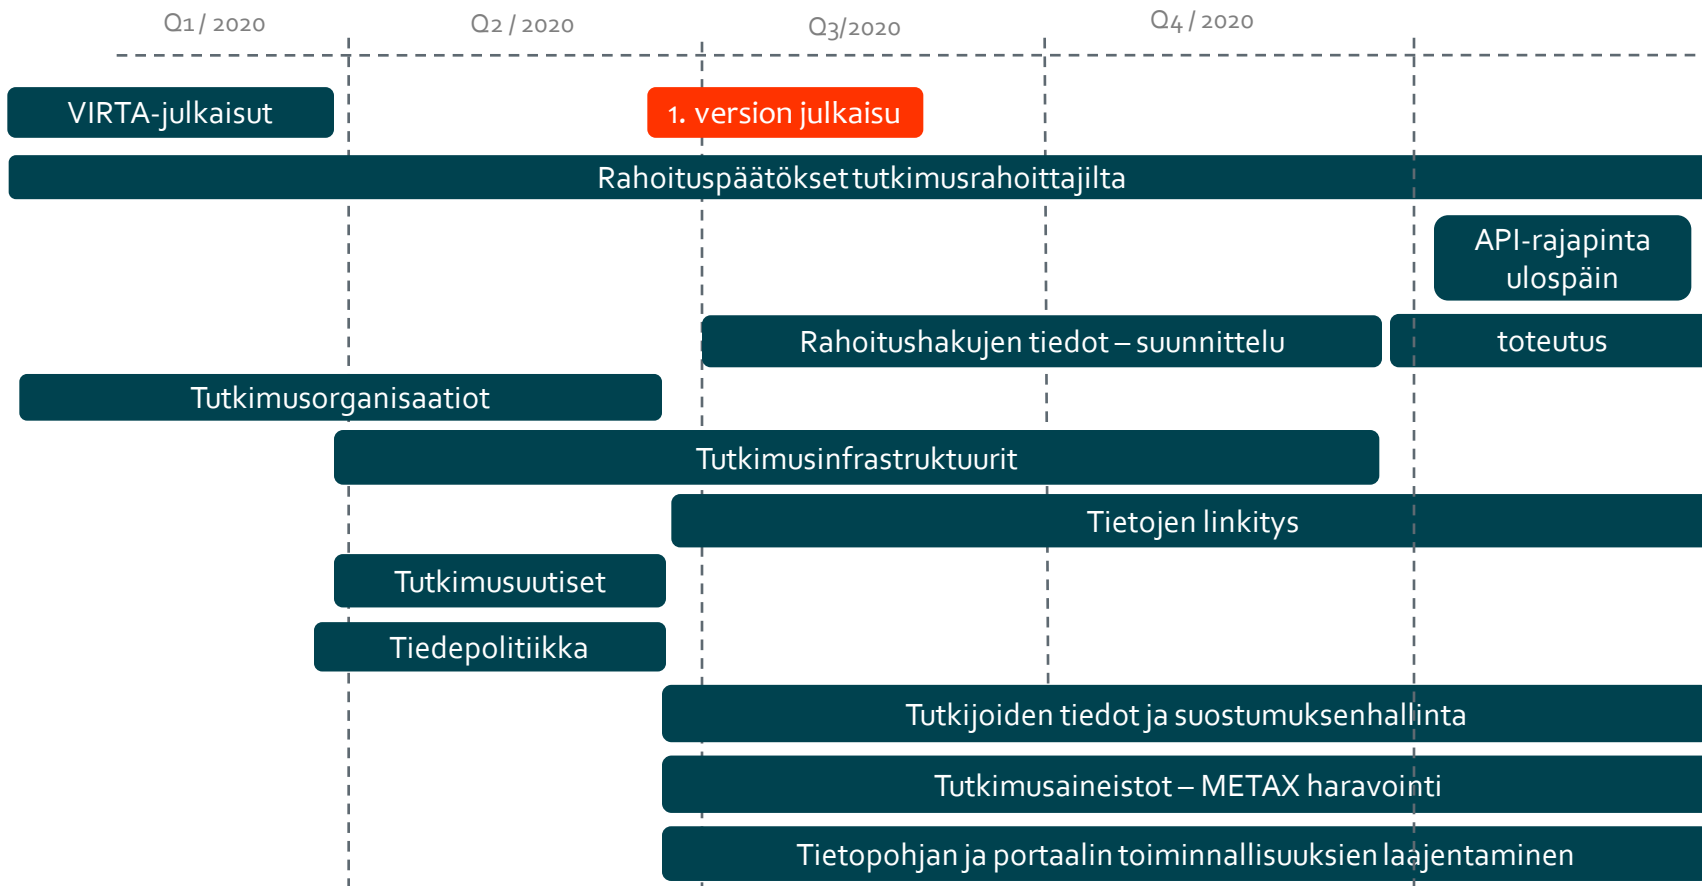 Q1 / 2020
Q2 / 2020
Q3/2020
Q4 / 2020
VIRTA-julkaisut
1. version julkaisu
Rahoituspäätökset tutkimusrahoittajilta
API-rajapinta
ulospäin
Rahoitushakujen tiedot – suunnittelu
toteutus
Tutkimusorganisaatiot
Tutkimusinfrastruktuurit
Tietojen linkitys
Tutkimusuutiset
Tiedepolitiikka
Tutkijoiden tiedot ja suostumuksenhallinta
Tutkimusaineistot – METAX haravointi
Tietopohjan ja portaalin toiminnallisuuksien laajentaminen